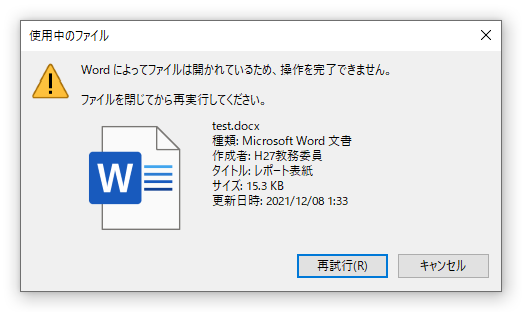 使用中のファイル
Word によってファイルは開かれているため、操作を完了できません。
ファイルを閉じてから再実行してください。
W
test.docx
種類: Microsoft Word 文書
作成者: H27教務委員
タイトル: レポート表紙
サイズ: 15.3 KB
更新日時: 2021/12/08 1:33
再試行(R)
キャンセル